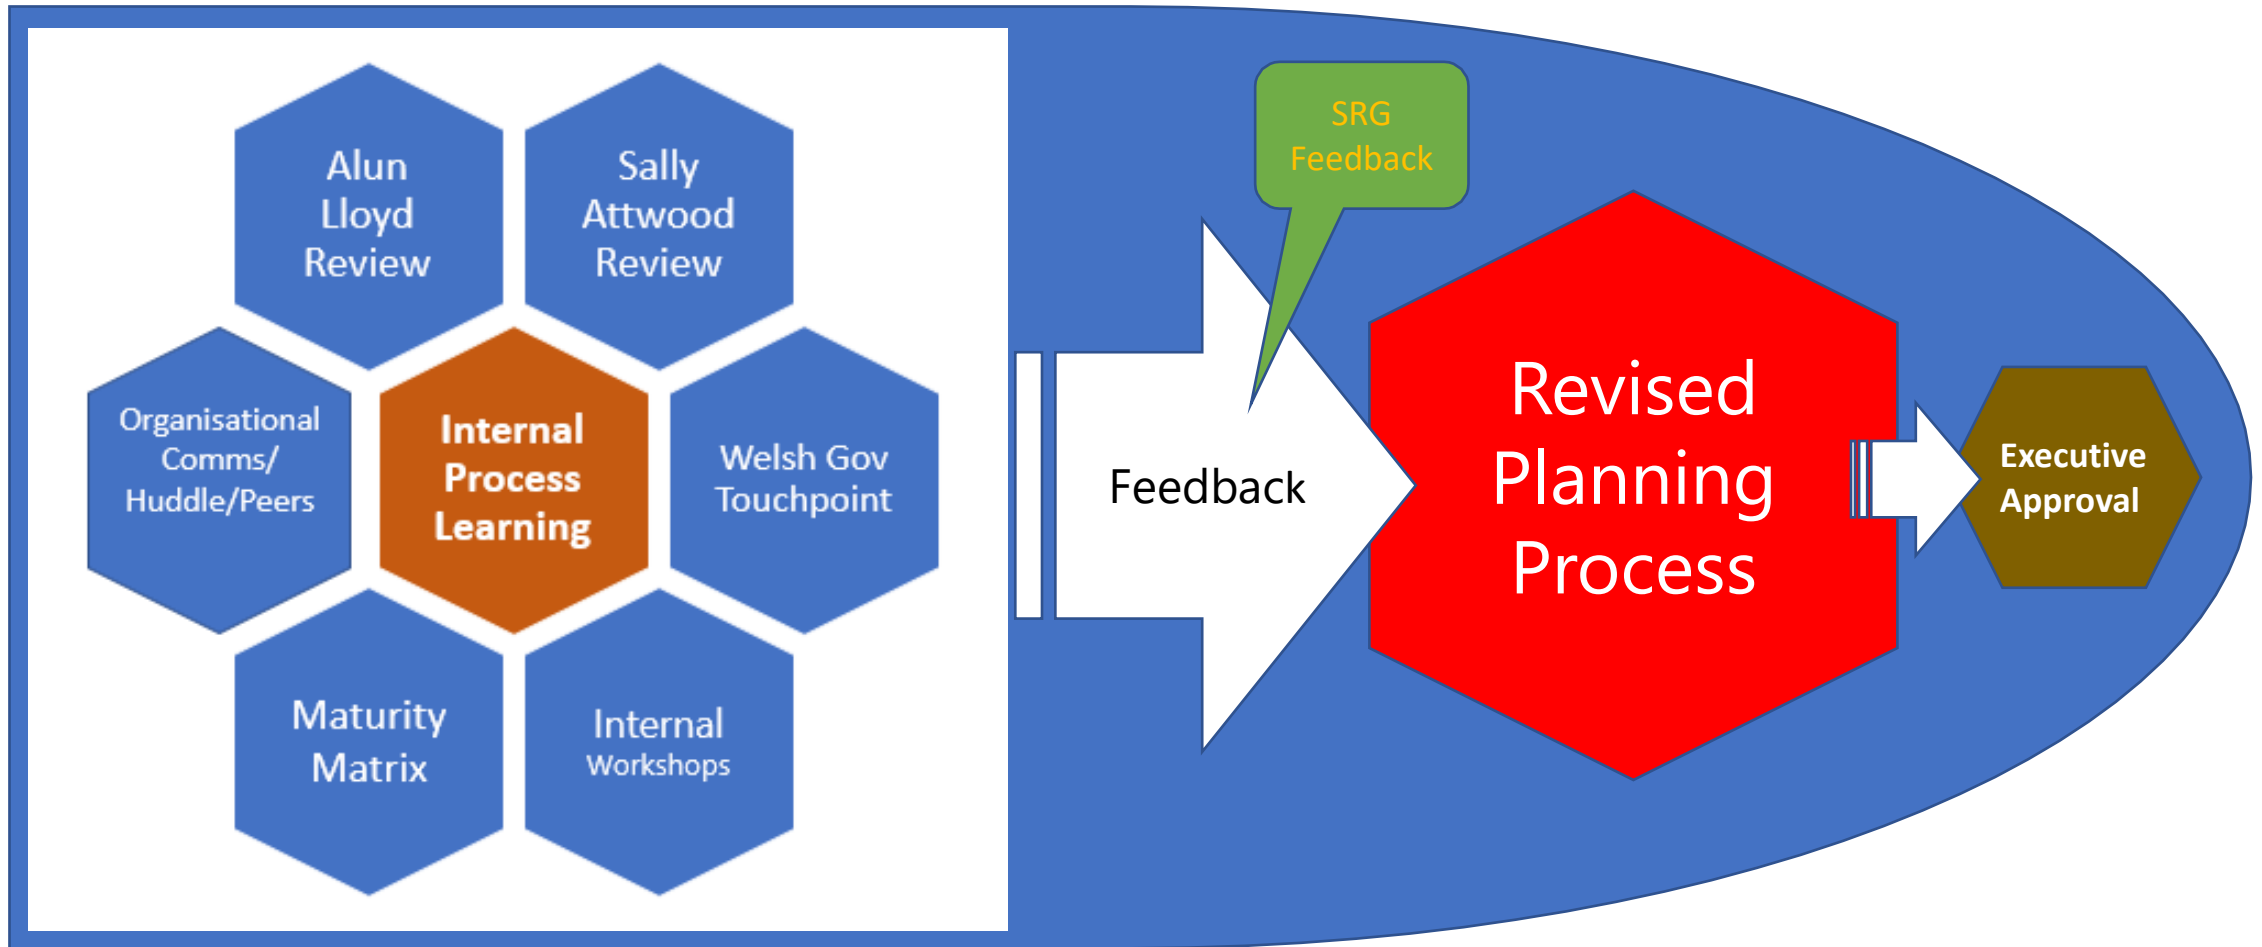 Alun
Lloyd
Review
Sally
Attwood
Review
Organisational
Comms/
Huddle/Peers
Internal
Process
Learning
Welsh Gov
Touchpoint
Maturity
Matrix
Internal
Workshops
SRG
Feedback
Feedback
Revised
Planning
Process
Executive
Approval